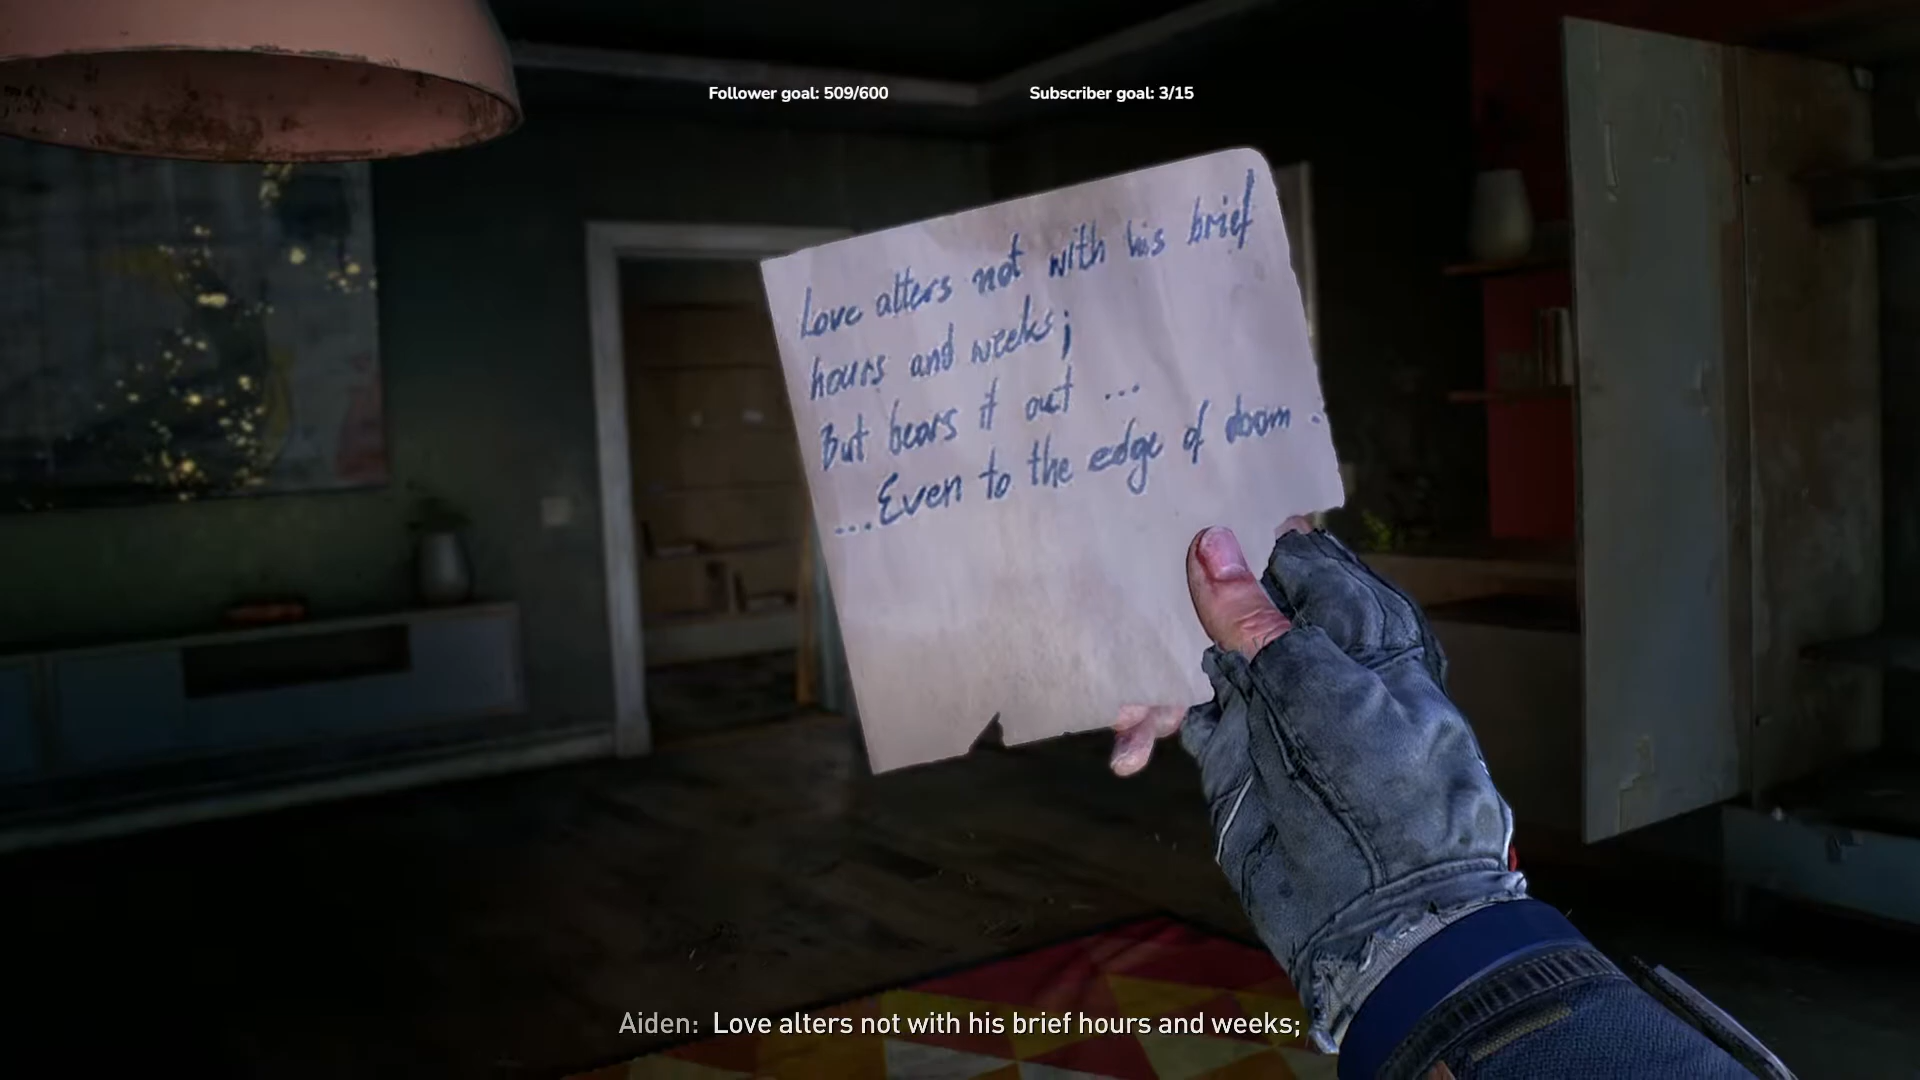 Follower goal: 509/600
Subscriber goal: 3/15
Love alters not with his brief
hours and weeks;
But bears it out ...
...Even to the edge of doom.
Aiden: Love alters not with his brief hours and weeks;